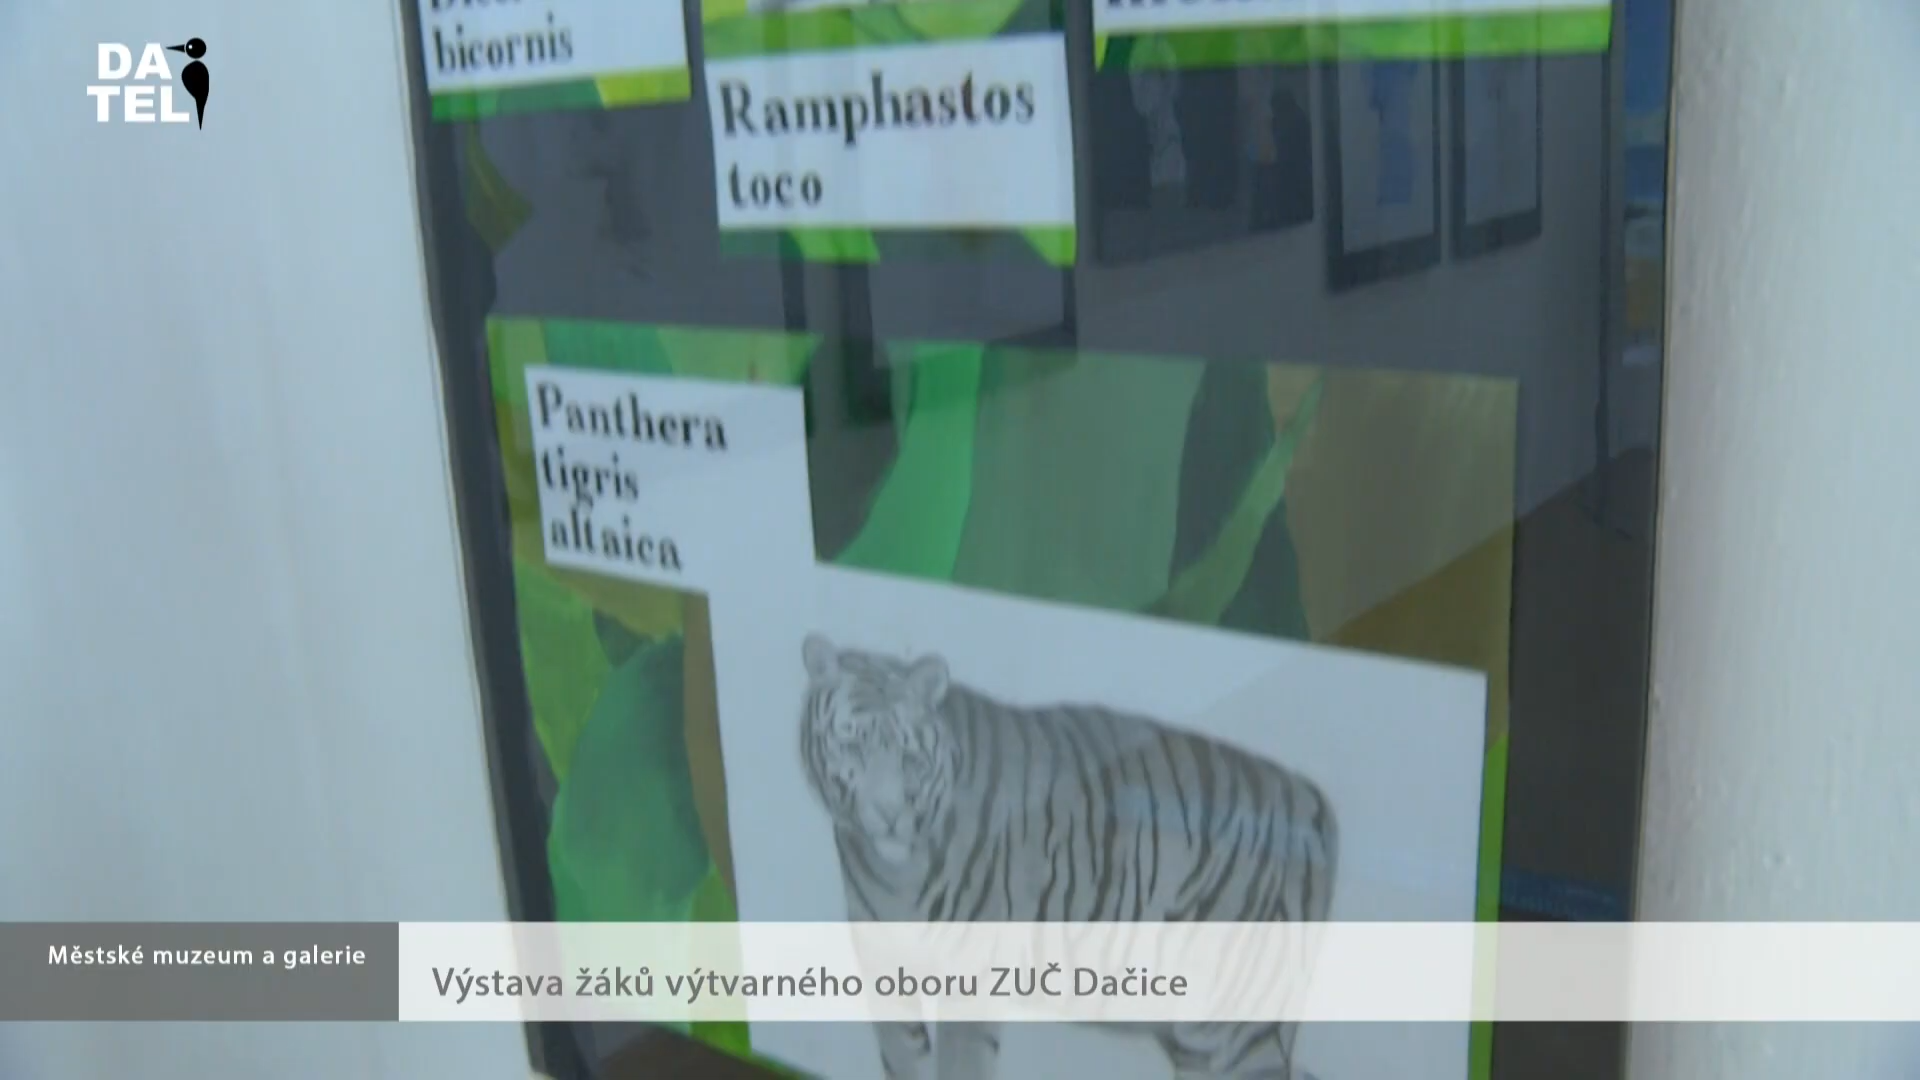 DA
TEL
bicornis
Ramphastos
toco
Panthera
tigris
altaica
Městské muzeum a galerie
Výstava žáků výtvarného oboru ZUČ Dačice